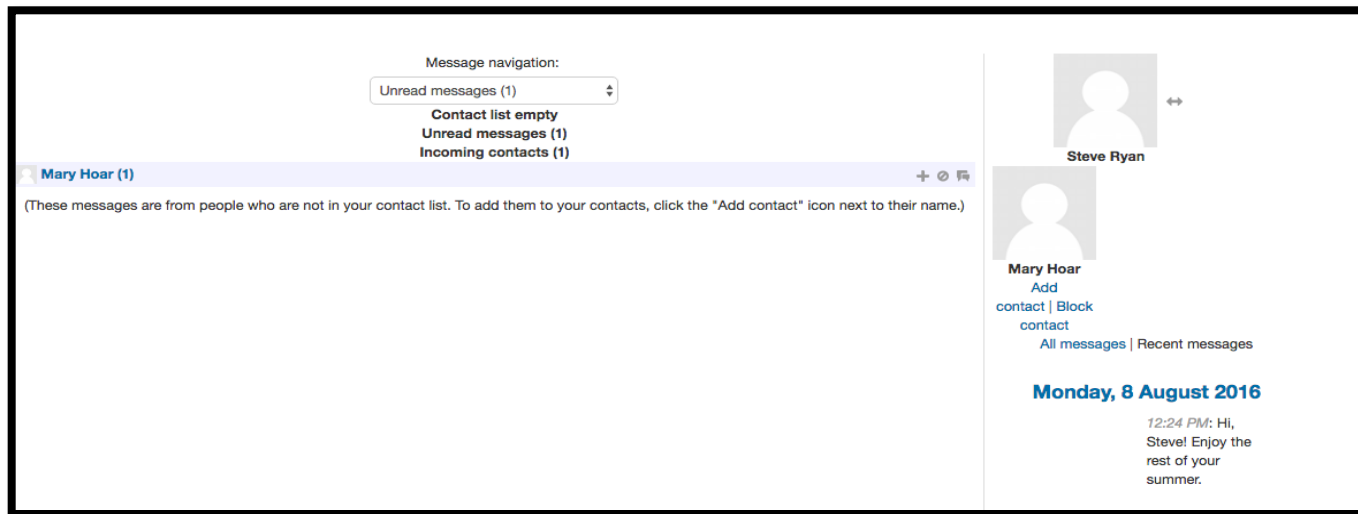 Message navigation:
Unread messages (1)
Contact list empty
Unread messages (1)
Incoming contacts (1)
Mary Hoar (1)
(These messages are from people who are not in your contact list. To add them to your contacts, click the "Add contact" icon next to their name.)
Steve Ryan
Mary Hoar
Add
contact | Block
contact
All messages | Recent messages
Monday, 8 August 2016
12:24 PM: Hi,
Steve! Enjoy the
rest of your
summer.